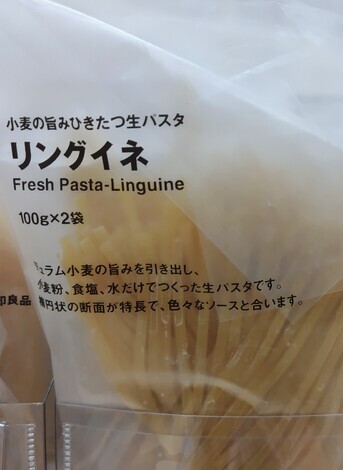 小麦の旨みひきたつ生パスタ
リングイネ
Fresh Pasta-Linguine
100g×2袋
デュラム小麦の旨みを引き出し、
小麦粉、食塩、水だけでつくった生パスタです。
楕円状の断面が特長で、色々なソースと合います。
印良品